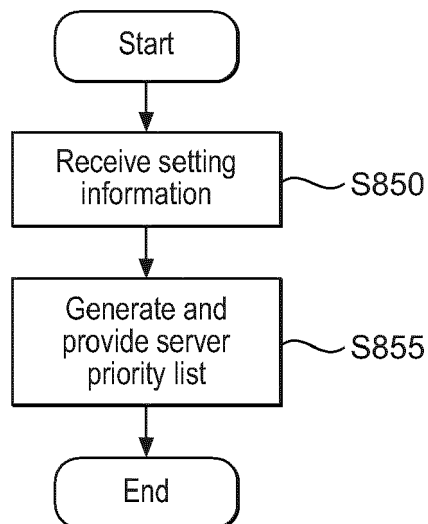 Start
Receive setting
information
S850
Generate and
provide server
priority list
S855
End